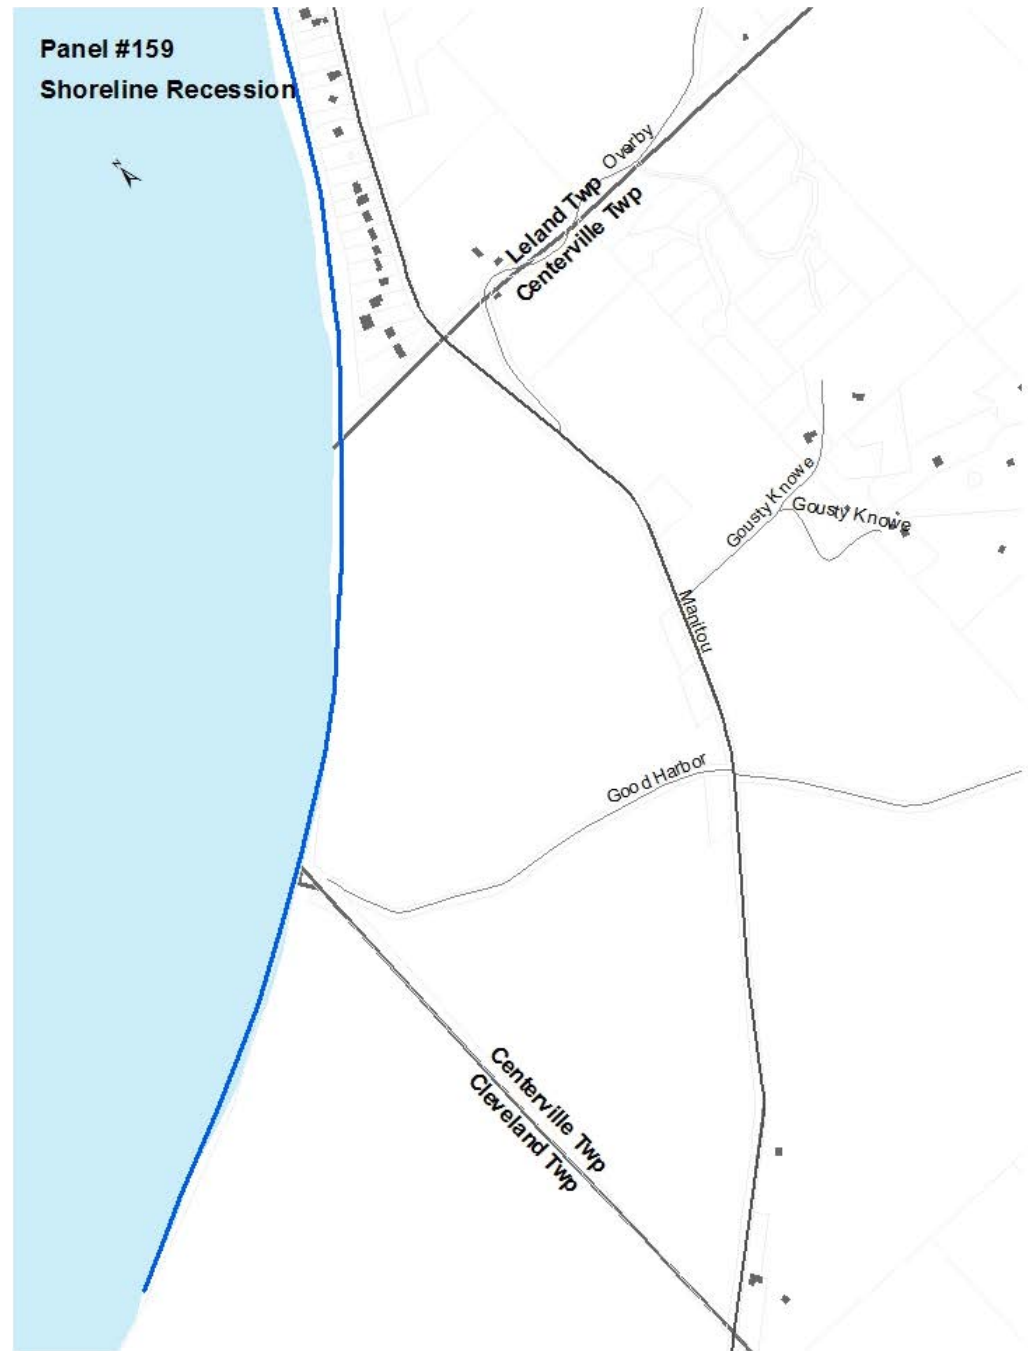 Panel #159
Shoreline Recession
N
Overby
Leland Twp
Centerville Twp
Gousty Knowe
Gousty Knowe
Manitou
Good Harbor
Centerville Twp
Cleveland Twp